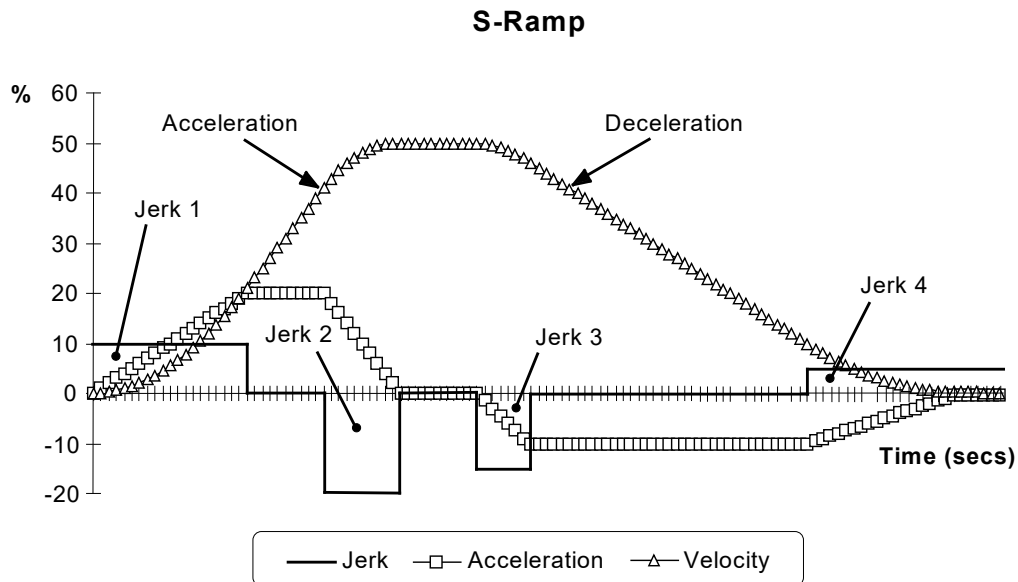 S-Ramp
%
60
50
40
30
20
10
0
-10
-20
Acceleration
Deceleration
Jerk 1
Jerk 2
Jerk 3
Jerk 4
Time (secs)
Jerk Acceleration Velocity